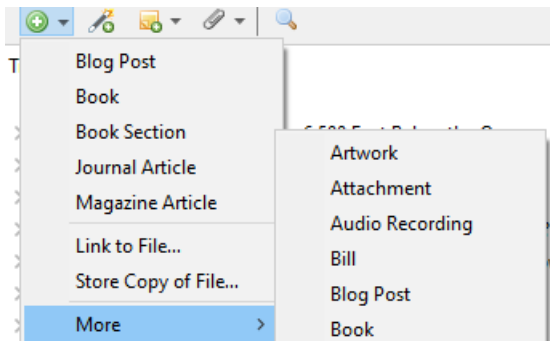 Blog Post
Book
Book Section
Journal Article
Magazine Article
Link to File...
Store Copy of File...
More
Artwork
Attachment
Audio Recording
Bill
Blog Post
Book